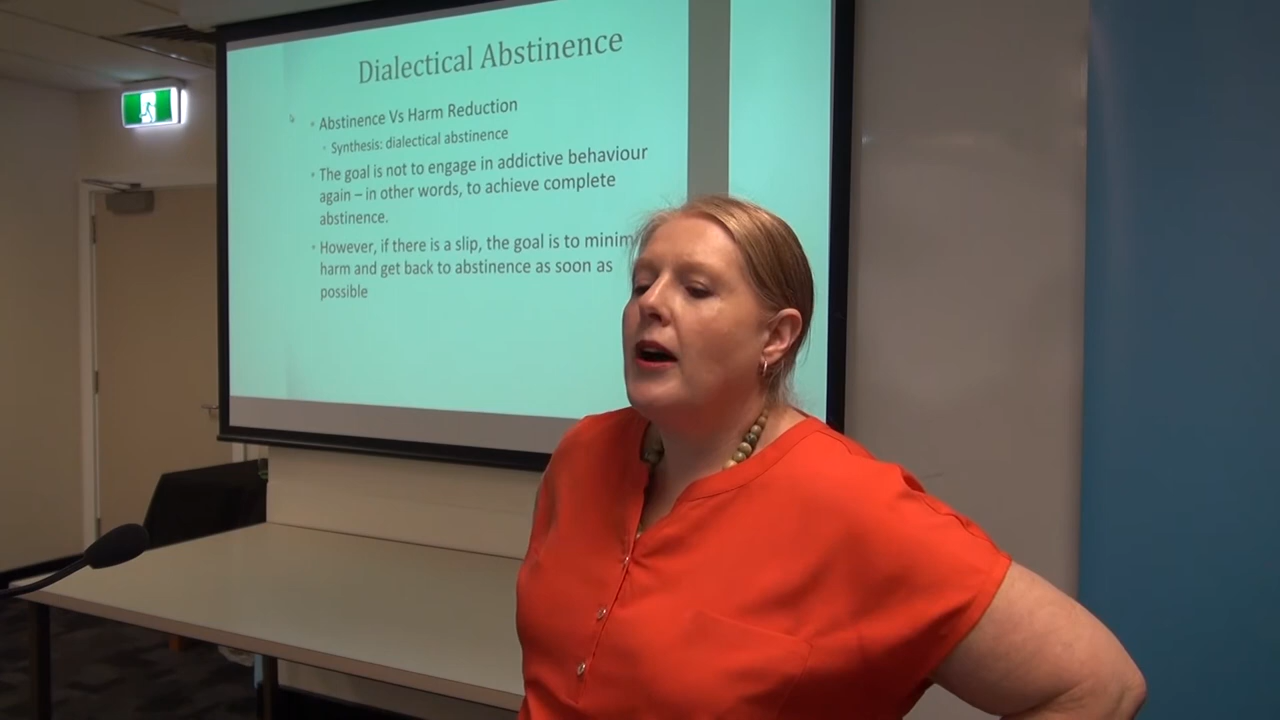 Dialectical Abstinence
Abstinence Vs Harm Reduction
Synthesis: dialectical abstinence
The goal is not to engage in addictive behaviour
again – in other words, to achieve complete
abstinence.
However, if there is a slip, the goal is to minim
harm and get back to abstinence as soon as
possible